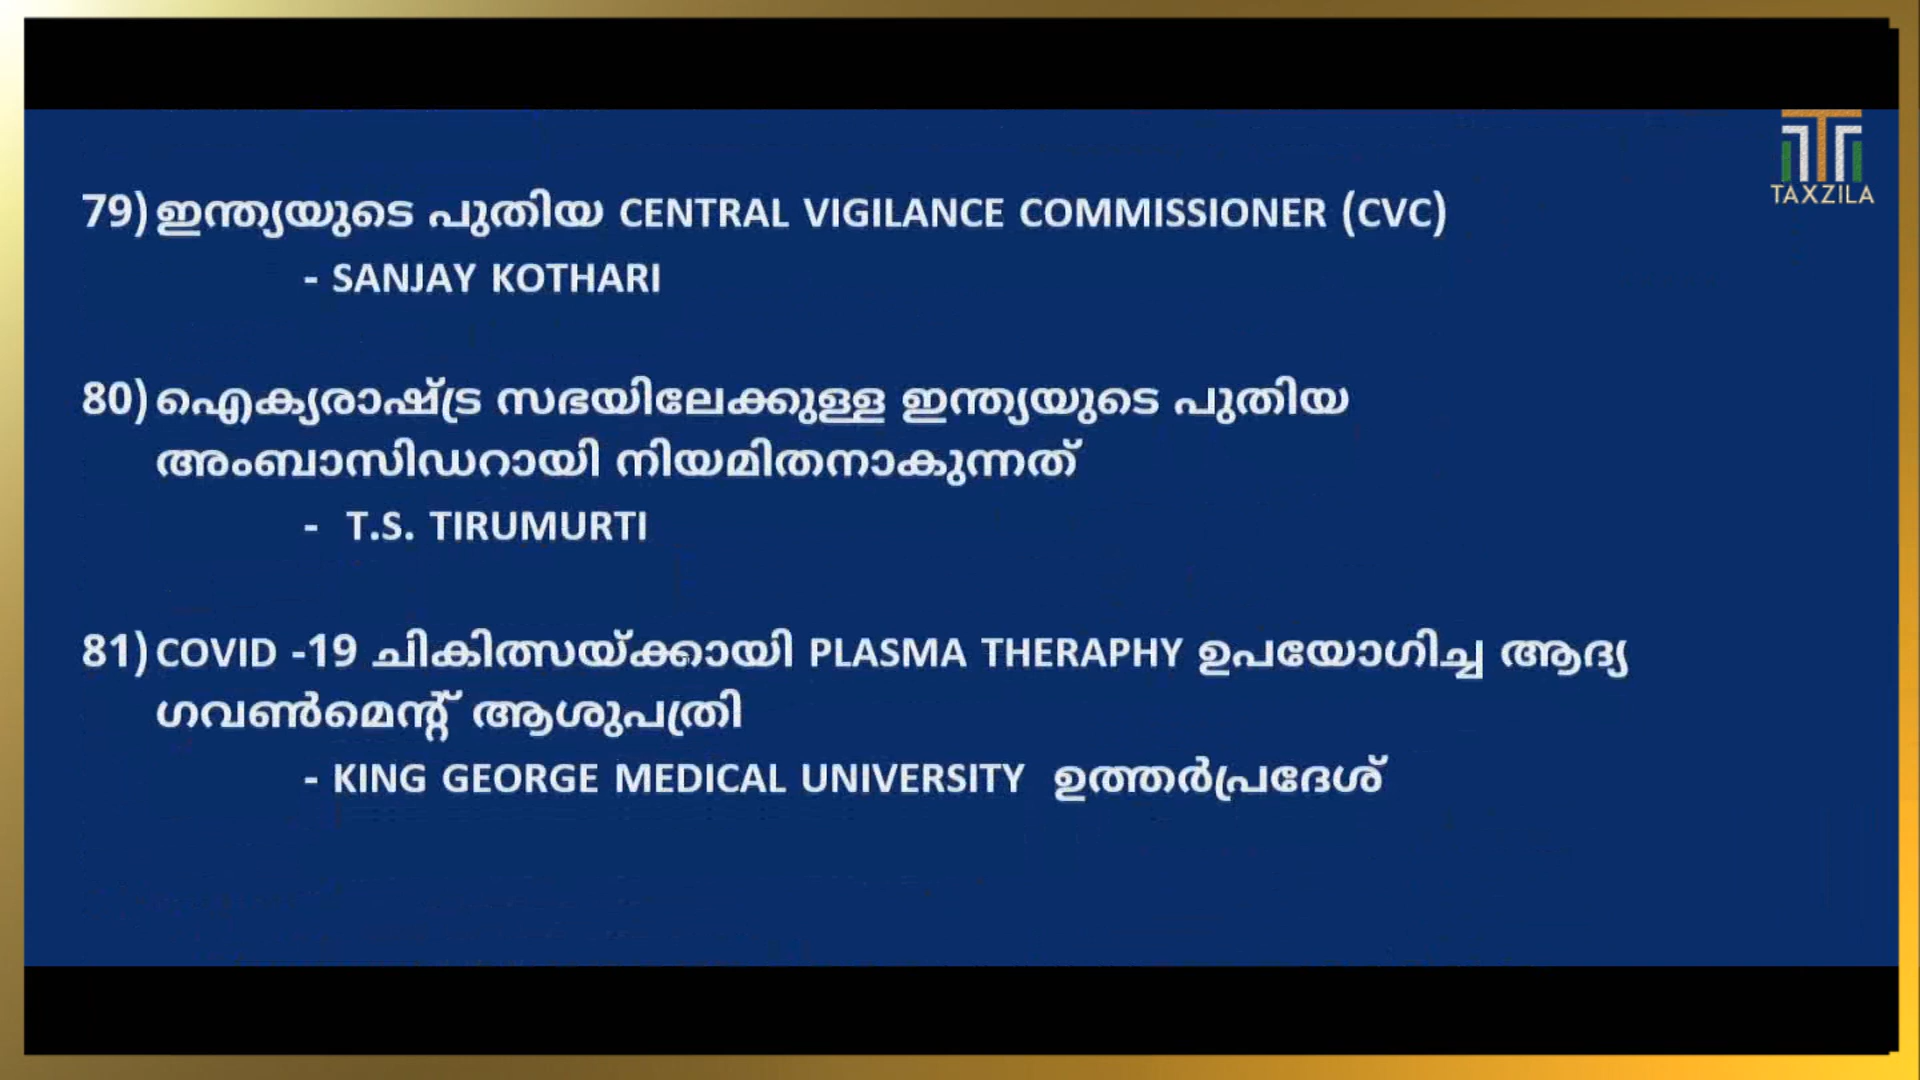 TAXZILA
79) ഇന്ത്യയുടെ പുതിയ CENTRAL VIGILANCE COMMISSIONER (CVC)
- SANJAY KOTHARI
80) ഐക്യരാഷ്ട്ര സഭയിലേക്കുള്ള ഇന്ത്യയുടെ പുതിയ
അംബാസിഡറായി നിയമിതനാകുന്നത്
- T.S. TIRUMURTI
81) COVID -19 ചികിത്സയ്ക്കായി PLASMA THERAPHY ഉപയോഗിച്ച ആദ്യ
ഗവൺമെന്റ് ആശുപത്രി
- KING GEORGE MEDICAL UNIVERSITY ഉത്തർപ്രദേശ്